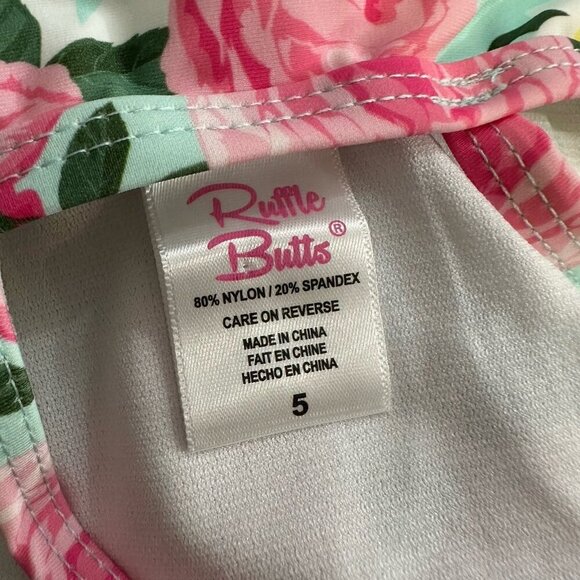 Ruffle
Butts®
80% NYLON / 20% SPANDEX
CARE ON REVERSE
MADE IN CHINA
FAIT EN CHINE
HECHO EN CHINA
5